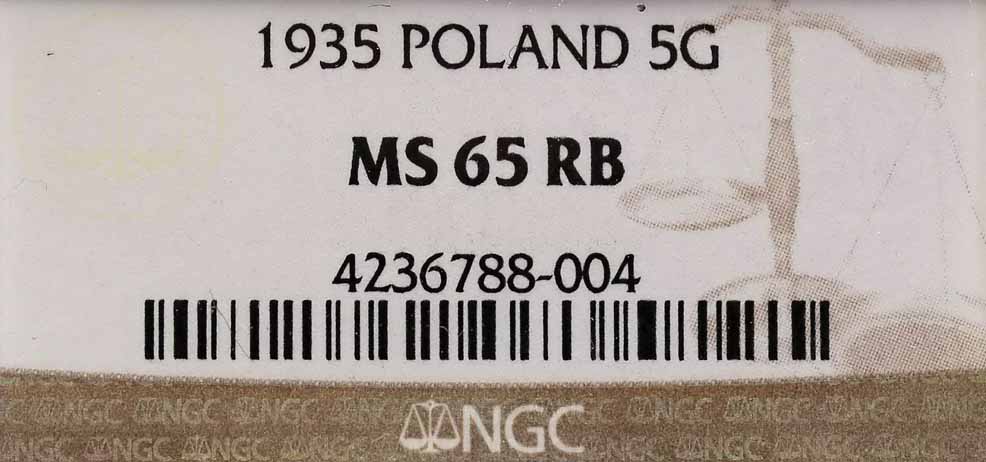 1935 POLAND 5G
MS 65 RB
4236788-004
NGC